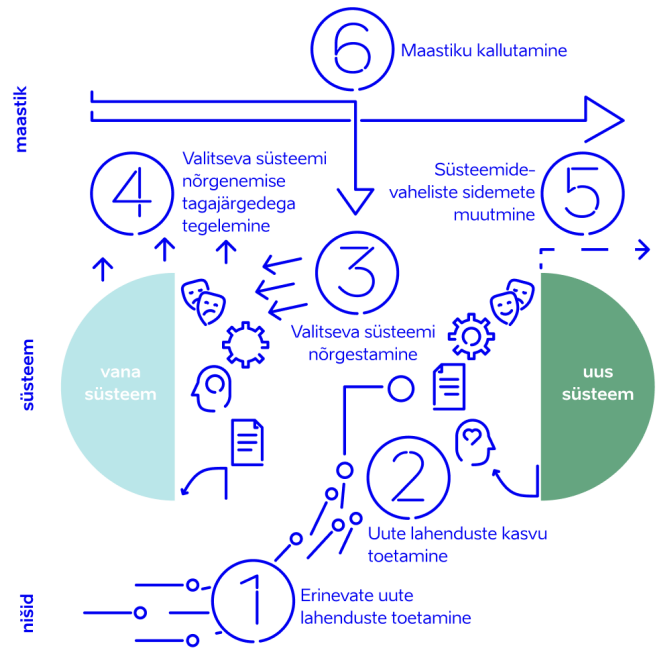 6
Maastiku kallutamine
maastik
4
Valitseva süsteemi
nõrgenemise
tagajärgedega
tegelemine
Süsteemide-
vaheliste sidemete
muutmine
5
3
Valitseva süsteemi
nõrgestamine
süsteem
vana
süsteem
uus
süsteem
2
Uute lahenduste kasvu
toetamine
nišid
1
Erinevate uute
lahenduste toetamine